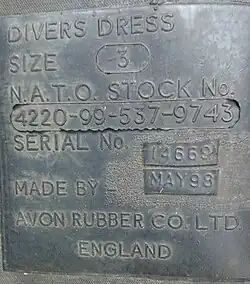 DIVERS DRESS
SIZE 3
N.A.T.O. STOCK No.
4220-99-537-9743
SERIAL No. 14669
MAY 93
MADE BY -
AVON RUBBER CO. LTD.
ENGLAND